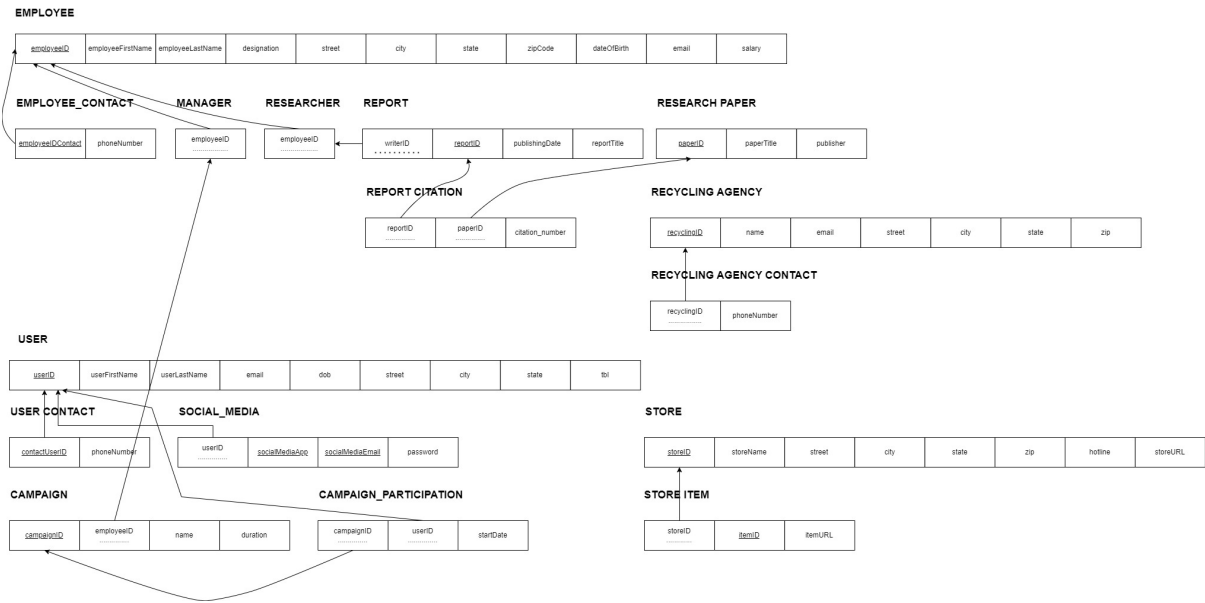 EMPLOYEE
employeeID employeeFirstName employeeLastName designation street city state zipCode dateOfBirth email salary
EMPLOYEE_CONTACT MANAGER RESEARCHER REPORT RESEARCH PAPER
employeeIDContact phoneNumber employeeID employeeID writerID reportID publishingDate reportTitle paperID paperTitle publisher
REPORT CITATION RECYCLING AGENCY
reportID paperID citation_number recyclingID name email street city state zip
RECYCLING AGENCY CONTACT
recyclingID phoneNumber
USER
userID userFirstName userLastName email dob street city state tbl
USER CONTACT SOCIAL_MEDIA STORE
contactUserID phoneNumber userID socialMediaApp socialMediaEmail password storeID storeName street city state zip hotline storeURL
CAMPAIGN CAMPAIGN_PARTICIPATION STORE ITEM
campaignID employeeID name duration campaignID userID startDate storeID itemID itemURL